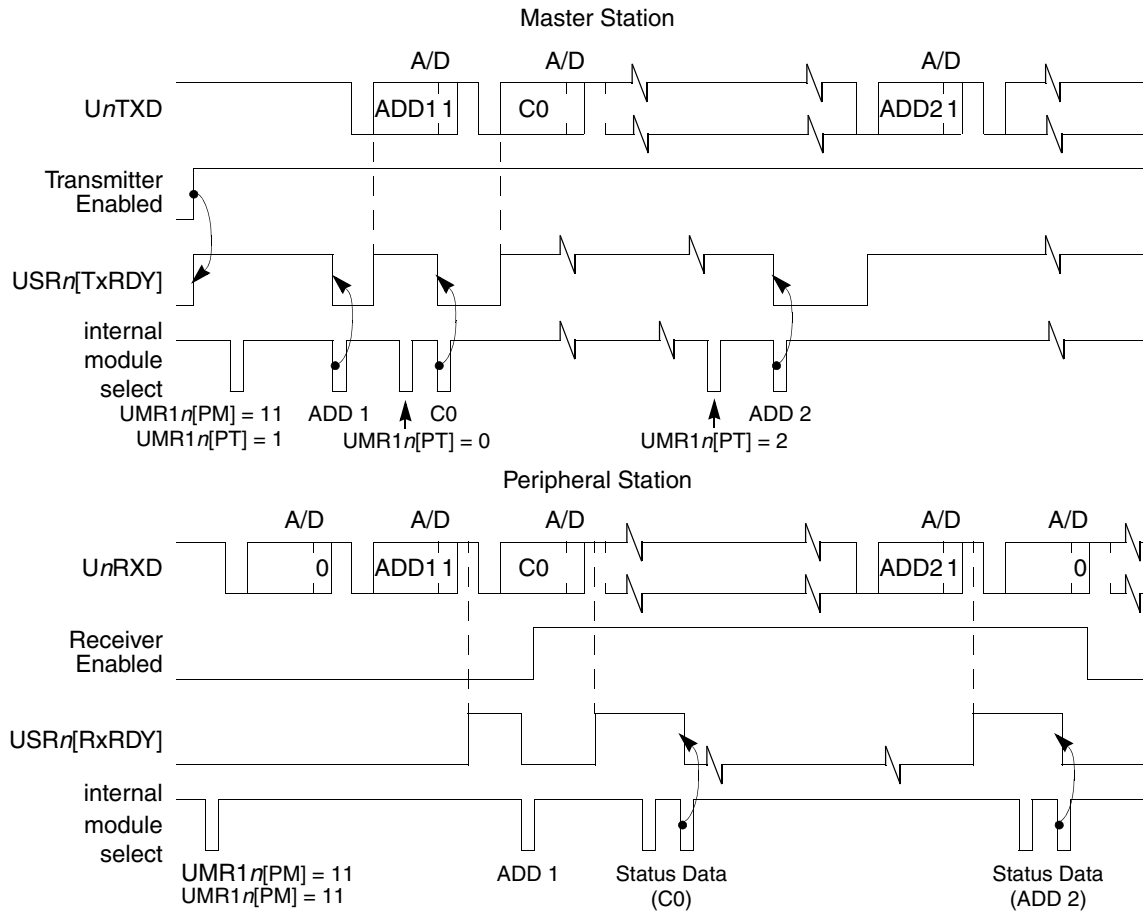 Master Station
A/D A/D A/D
UnTXD ADD1 1 C0 ADD2 1
Transmitter
Enabled
USRn[TxRDY]
internal
module
select
UMR1n[PM] = 11 ADD 1 C0 ADD 2
UMR1n[PT] = 1 UMR1n[PT] = 0 UMR1n[PT] = 2
Peripheral Station
A/D A/D A/D A/D A/D
UnRXD 0 ADD1 1 C0 ADD2 1 0
Receiver
Enabled
USRn[RxRDY]
internal
module
select
UMR1n[PM] = 11 ADD 1 Status Data Status Data
UMR1n[PM] = 11 (C0) (ADD 2)